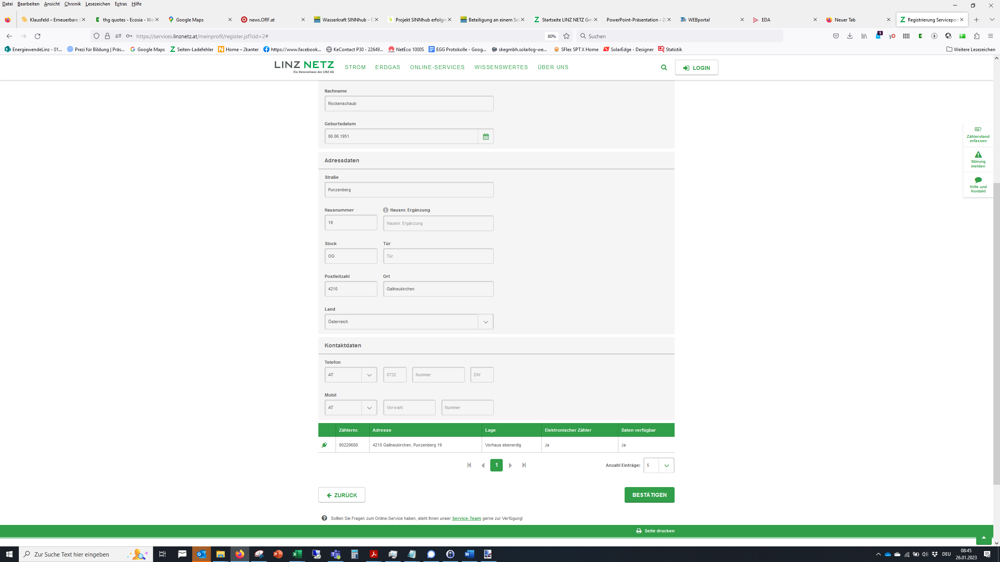 Datei Bearbeiten Ansicht Chronik Lesezeichen Extras Hilfe
Klausfeld – Erneuerbare E
thg quotes - Ecosia - We
Google Maps
news.ORF.at
Wasserkraft SINNhub - Ö
Projekt SINNhub erfolgre
Beteiligung an einem So
Startseite LINZ NETZ Gm
PowerPoint-Präsentation - 20
WEBportal
EDA
Neuer Tab
Registrierung Serviceport
https://services.linznetz.at/meinprofil/register.jsf?cid=2#
80%
Suchen
1
yD
EnergiewendeLinz - 01...
Prezi für Bildung | Präs...
Google Maps
Seiten-Ladefehler
Home – 2kanter
https://www.facebook...
KeContact P30 - 22649...
NetEco 1000S
EGG Protokolle - Goog...
skegmbh.solarlog-we...
SFlex SPT X Home
SolarEdge - Designer
Statistik
Weitere Lesezeichen
LINZ NETZ
Ein Unternehmen der LINZ AG
STROM ERDGAS ONLINE-SERVICES WISSENSWERTES ÜBER UNS
LOGIN
Nachname
Rockenschaub
Geburtsdatum
06.06.1951
Zählerstand
erfassen
Störung
melden
Hilfe und
Kontakt
Adressdaten
Straße
Punzenberg
Hausnummer Hausnr. Ergänzung
19 Hausnr. Ergänzung
Stock Tür
OG Tür
Postleitzahl Ort
4210 Gallneukirchen
Land
Österreich
Kontaktdaten
Telefon
AT 0732 Nummer DW
Mobil
AT Vorwahl Nummer
Zählernr. Adresse Lage Elektronischer Zähler Daten verfügbar
90229688 4210 Gallneukirchen, Punzenberg 19 Vorhaus ebenerdig Ja Ja
1
Anzahl Einträge: 5
ZURÜCK
BESTÄTIGEN
Sollten Sie Fragen zum Online-Service haben, steht Ihnen unser Service-Team gerne zur Verfügung!
Seite drucken
Zur Suche Text hier eingeben
DEU
08:45
26.01.2023